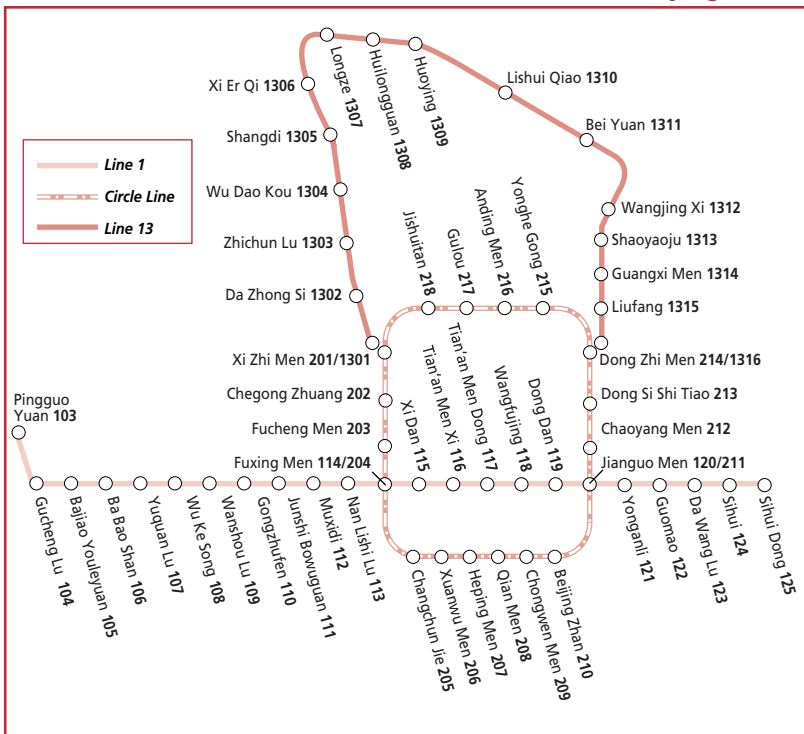 Longze 1307
Huilongguan 1308
Huoying 1309
Lishui Qiao 1310
Xi Er Qi 1306
Bei Yuan 1311
Shangdi 1305
Line 1
Circle Line
Line 13
Wu Dao Kou 1304
Wangjing Xi 1312
Zhichun Lu 1303
Jishuitan 218
Gulou 217
Anding Men 216
Yonghe Gong 215
Shaoyaoju 1313
Guangxi Men 1314
Da Zhong Si 1302
Liufang 1315
Xi Zhi Men 201/1301
Dong Zhi Men 214/1316
Chegong Zhuang 202
Dong Si Shi Tiao 213
Pingguo
Yuan 103
Fucheng Men 203
Chaoyang Men 212
Fuxing Men 114/204
Xi Dan 115
Tian'an Men Xi 116
Tian'an Men Dong 117
Wangfujing 118
Dong Dan 119
Jianguo Men 120/211
Gucheng Lu 104
Bajiao Youleyuan 105
Ba Bao Shan 106
Yuquan Lu 107
Wu Ke Song 108
Wanshou Lu 109
Gongzhufen 110
Junshi Bowuguan 111
Muxidi 112
Nan Lishi Lu 113
Yonganli 121
Guomao 122
Da Wang Lu 123
Sihui 124
Sihui Dong 125
Changchun Jie 205
Xuanwu Men 206
Heping Men 207
Qian Men 208
Chongwen Men 209
Beijing Zhan 210